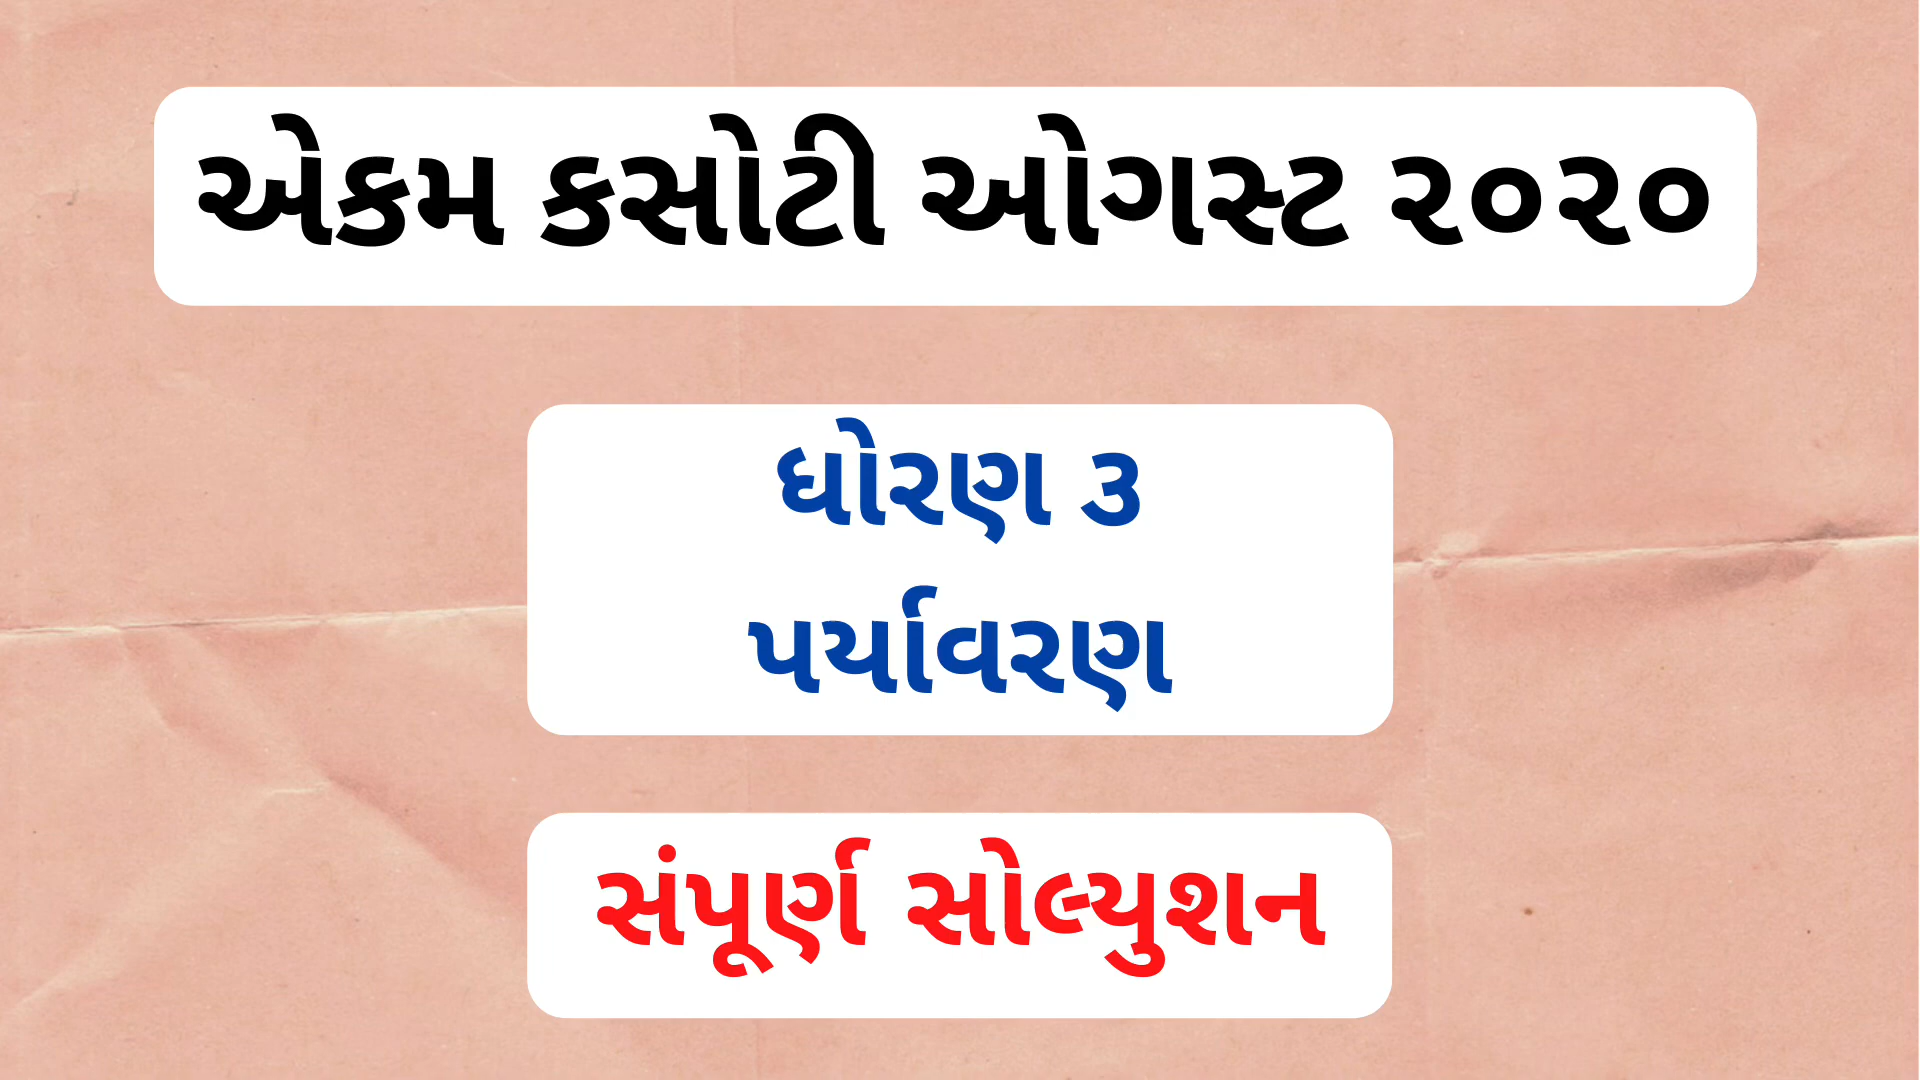 એકમ કસોટી ઓગસ્ટ ૨૦૨૦
ધોરણ ૩
પર્યાવરણ
સંપૂર્ણ સોલ્યુશન